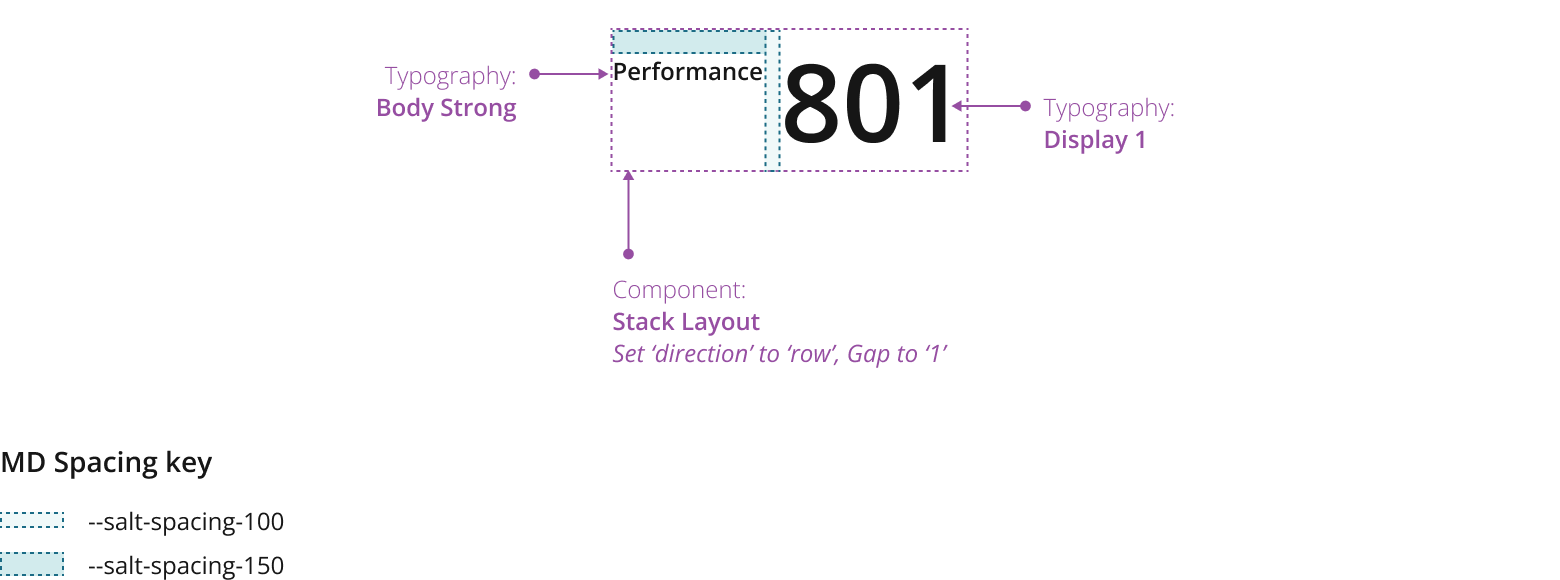 Typography:
Body Strong
Performance
801
Typography:
Display 1
Component:
Stack Layout
Set ‘direction’ to ‘row’, Gap to ‘1’
MD Spacing key
--salt-spacing-100
--salt-spacing-150